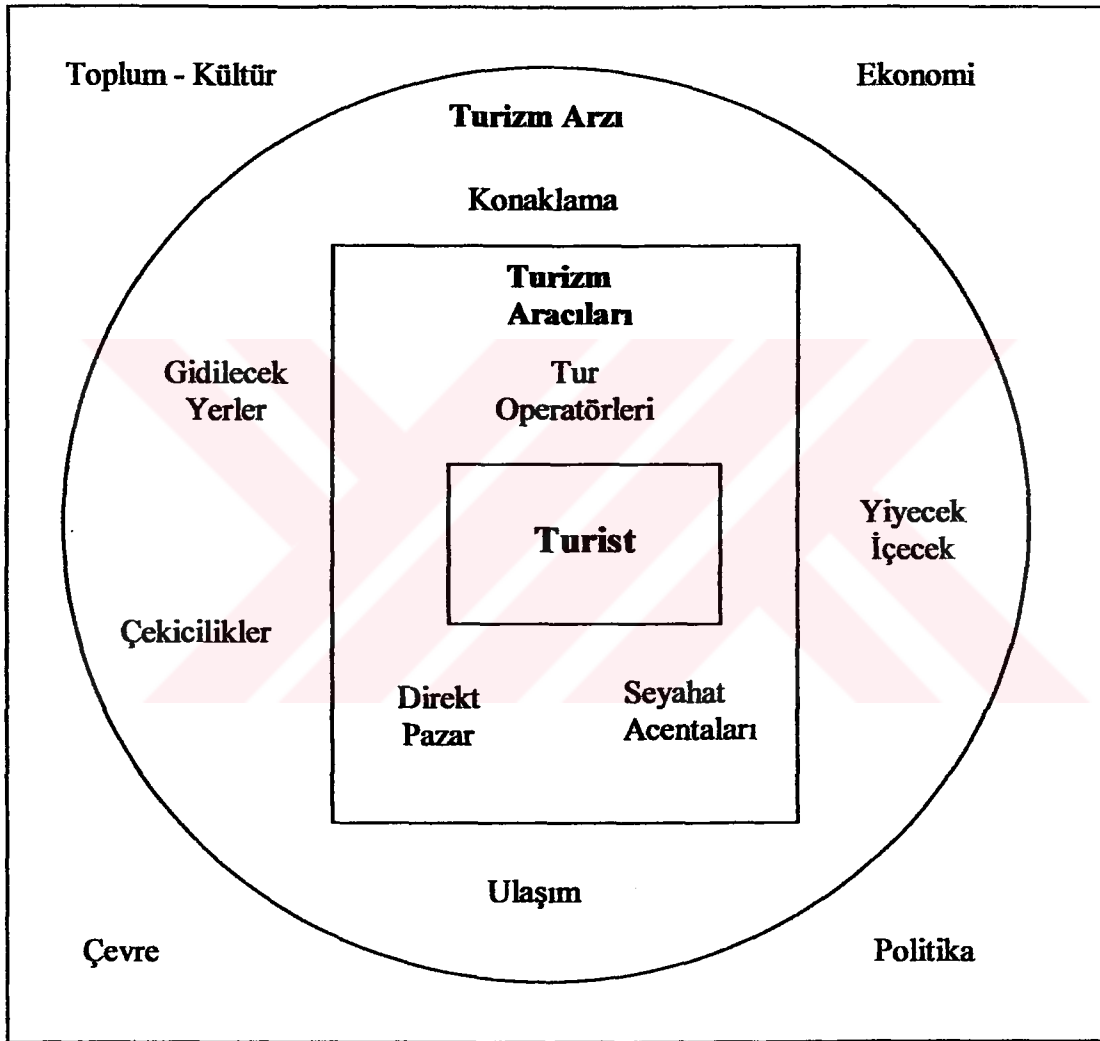 Toplum - Kültür
Ekonomi
Turizm Arzı
Konaklama
Turizm
Aracıları
Gidilecek
Yerler
Tur
Operatörleri
Turist
Yiyecek
İçecek
Çekicilikler
Direkt
Pazar
Seyahat
Acentaları
Ulaşım
Çevre
Politika